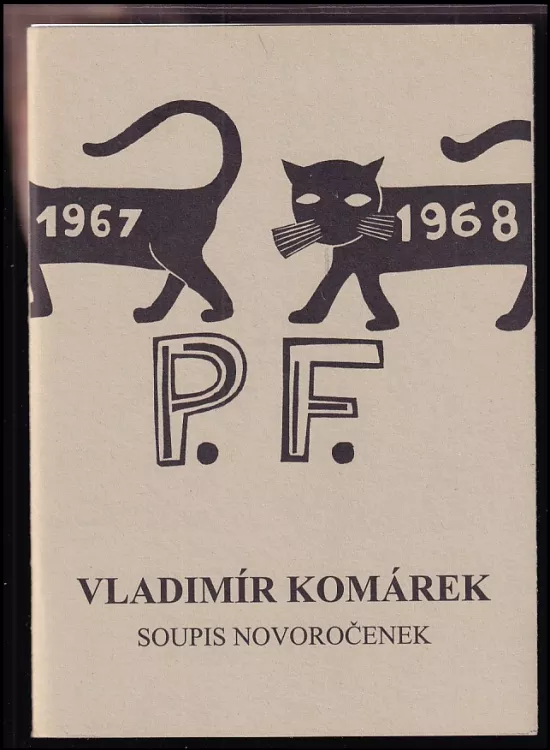 1967 1968
P. F.
VLADIMÍR KOMÁREK
SOUPIS NOVOROČENEK